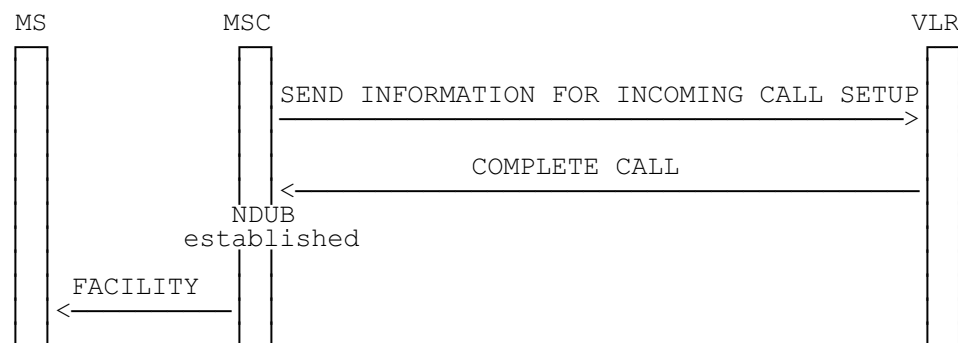 MS MSC VLR
SEND INFORMATION FOR INCOMING CALL SETUP
COMPLETE CALL
NDUB
established
FACILITY